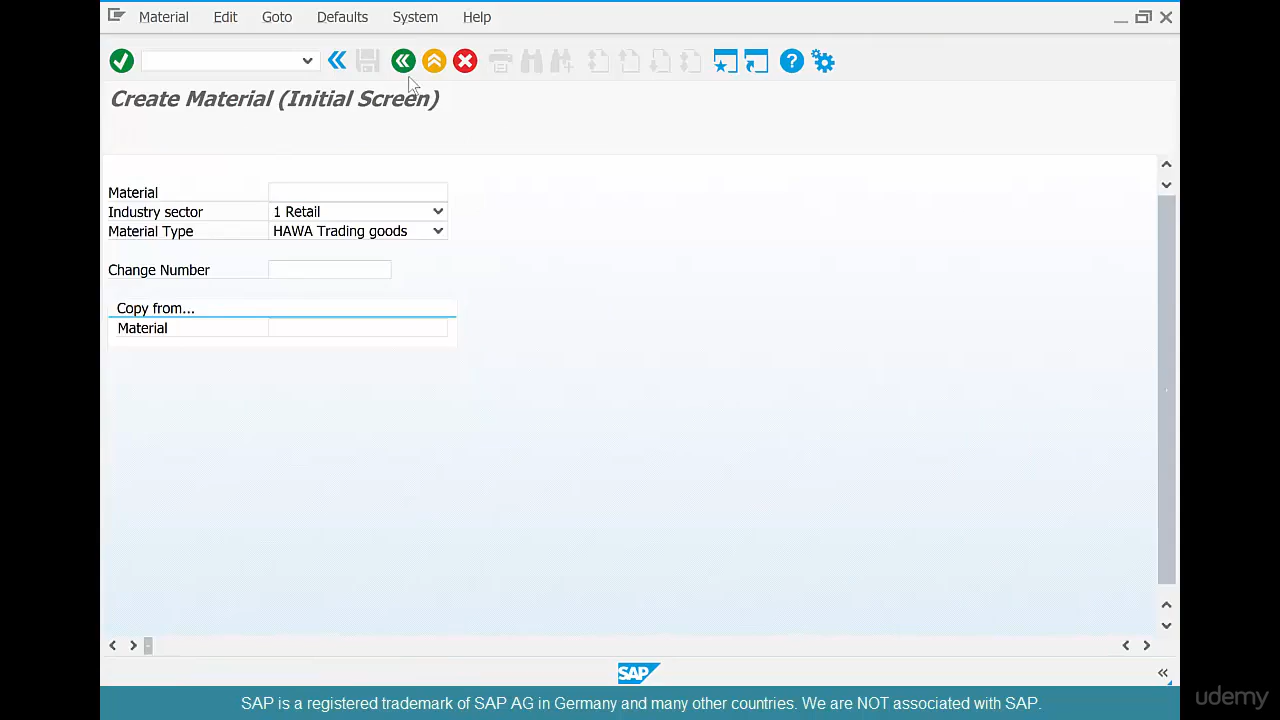 Material Edit Goto Defaults System Help
Create Material (Initial Screen)
Material
Industry sector 1 Retail
Material Type HAWA Trading goods
Change Number
Copy from...
Material
SAP
SAP is a registered trademark of SAP AG in Germany and many other countries. We are NOT associated with SAP.
udemy